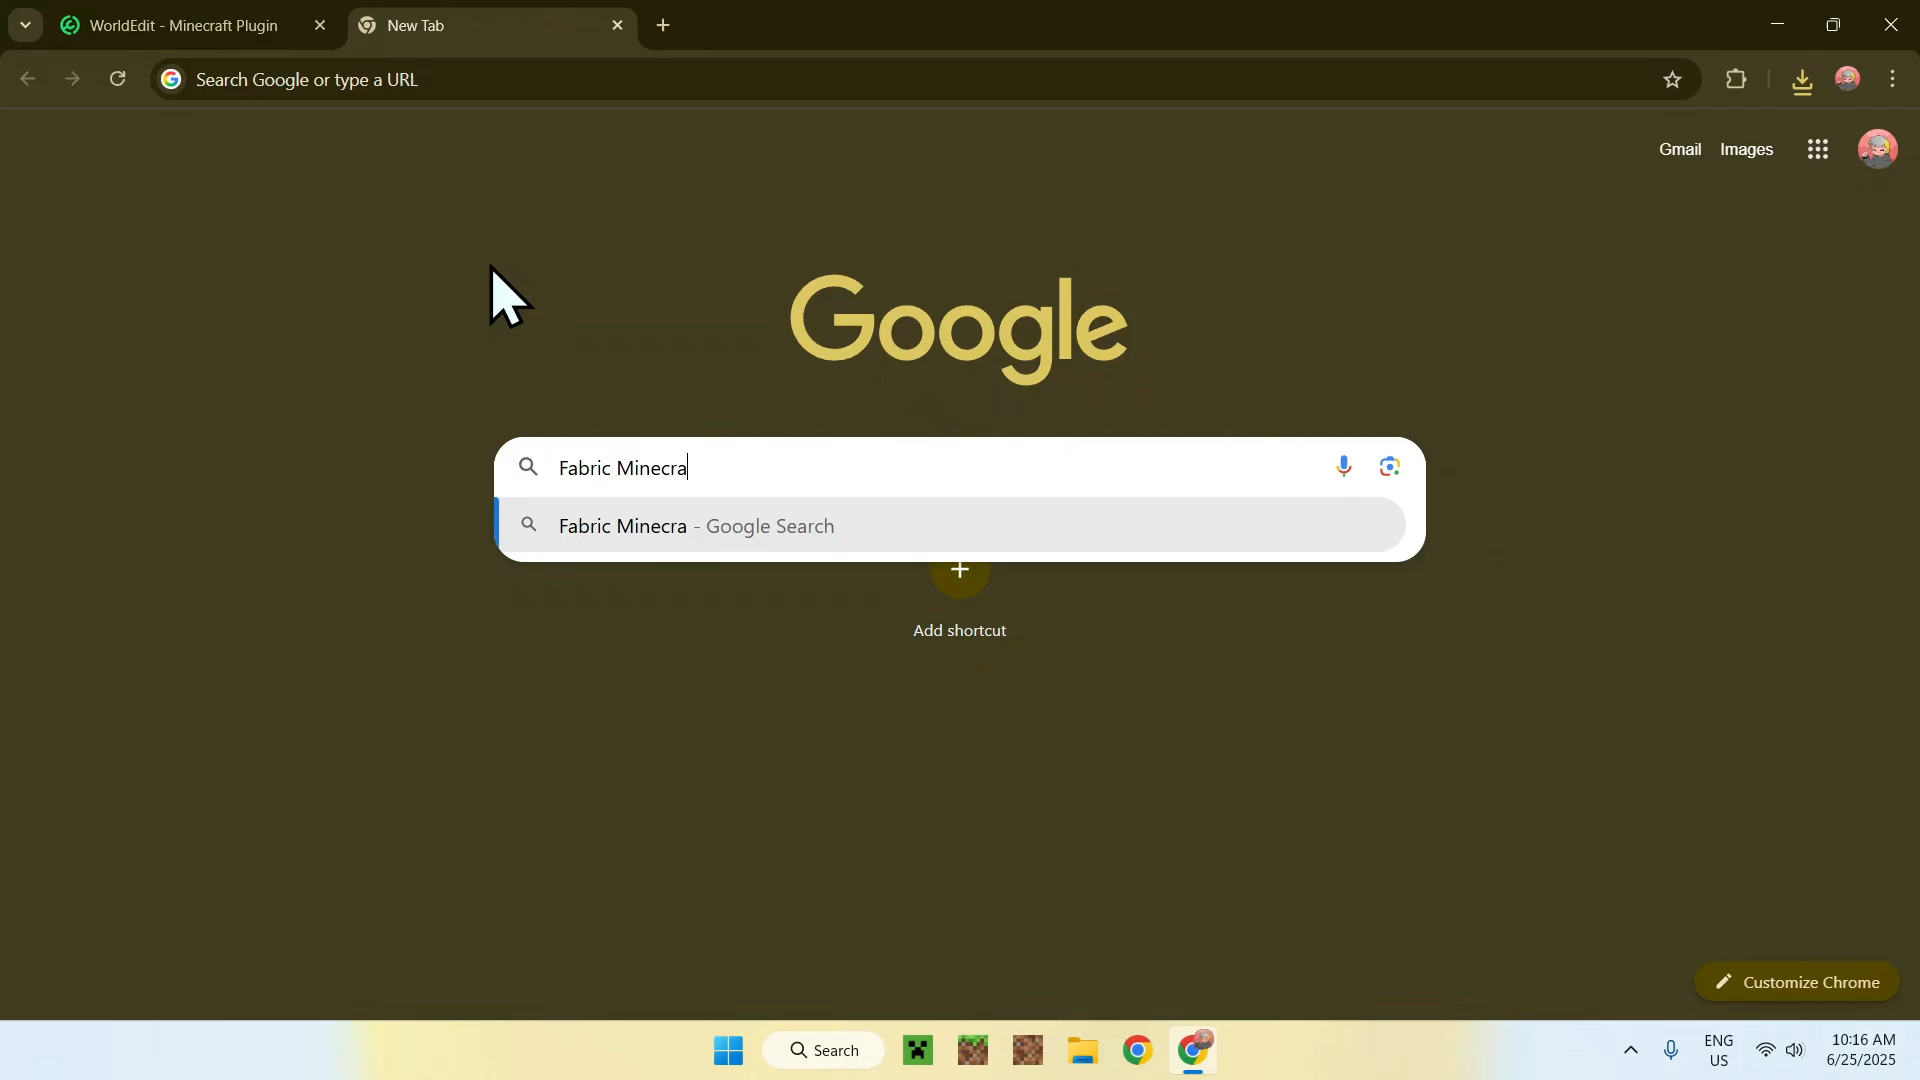 WorldEdit - Minecraft Plugin
New Tab
Search Google or type a URL
Gmail Images
Google
Fabric Minecra
Fabric Minecra - Google Search
Add shortcut
Customize Chrome
Search
ENG
US
10:16 AM
6/25/2025